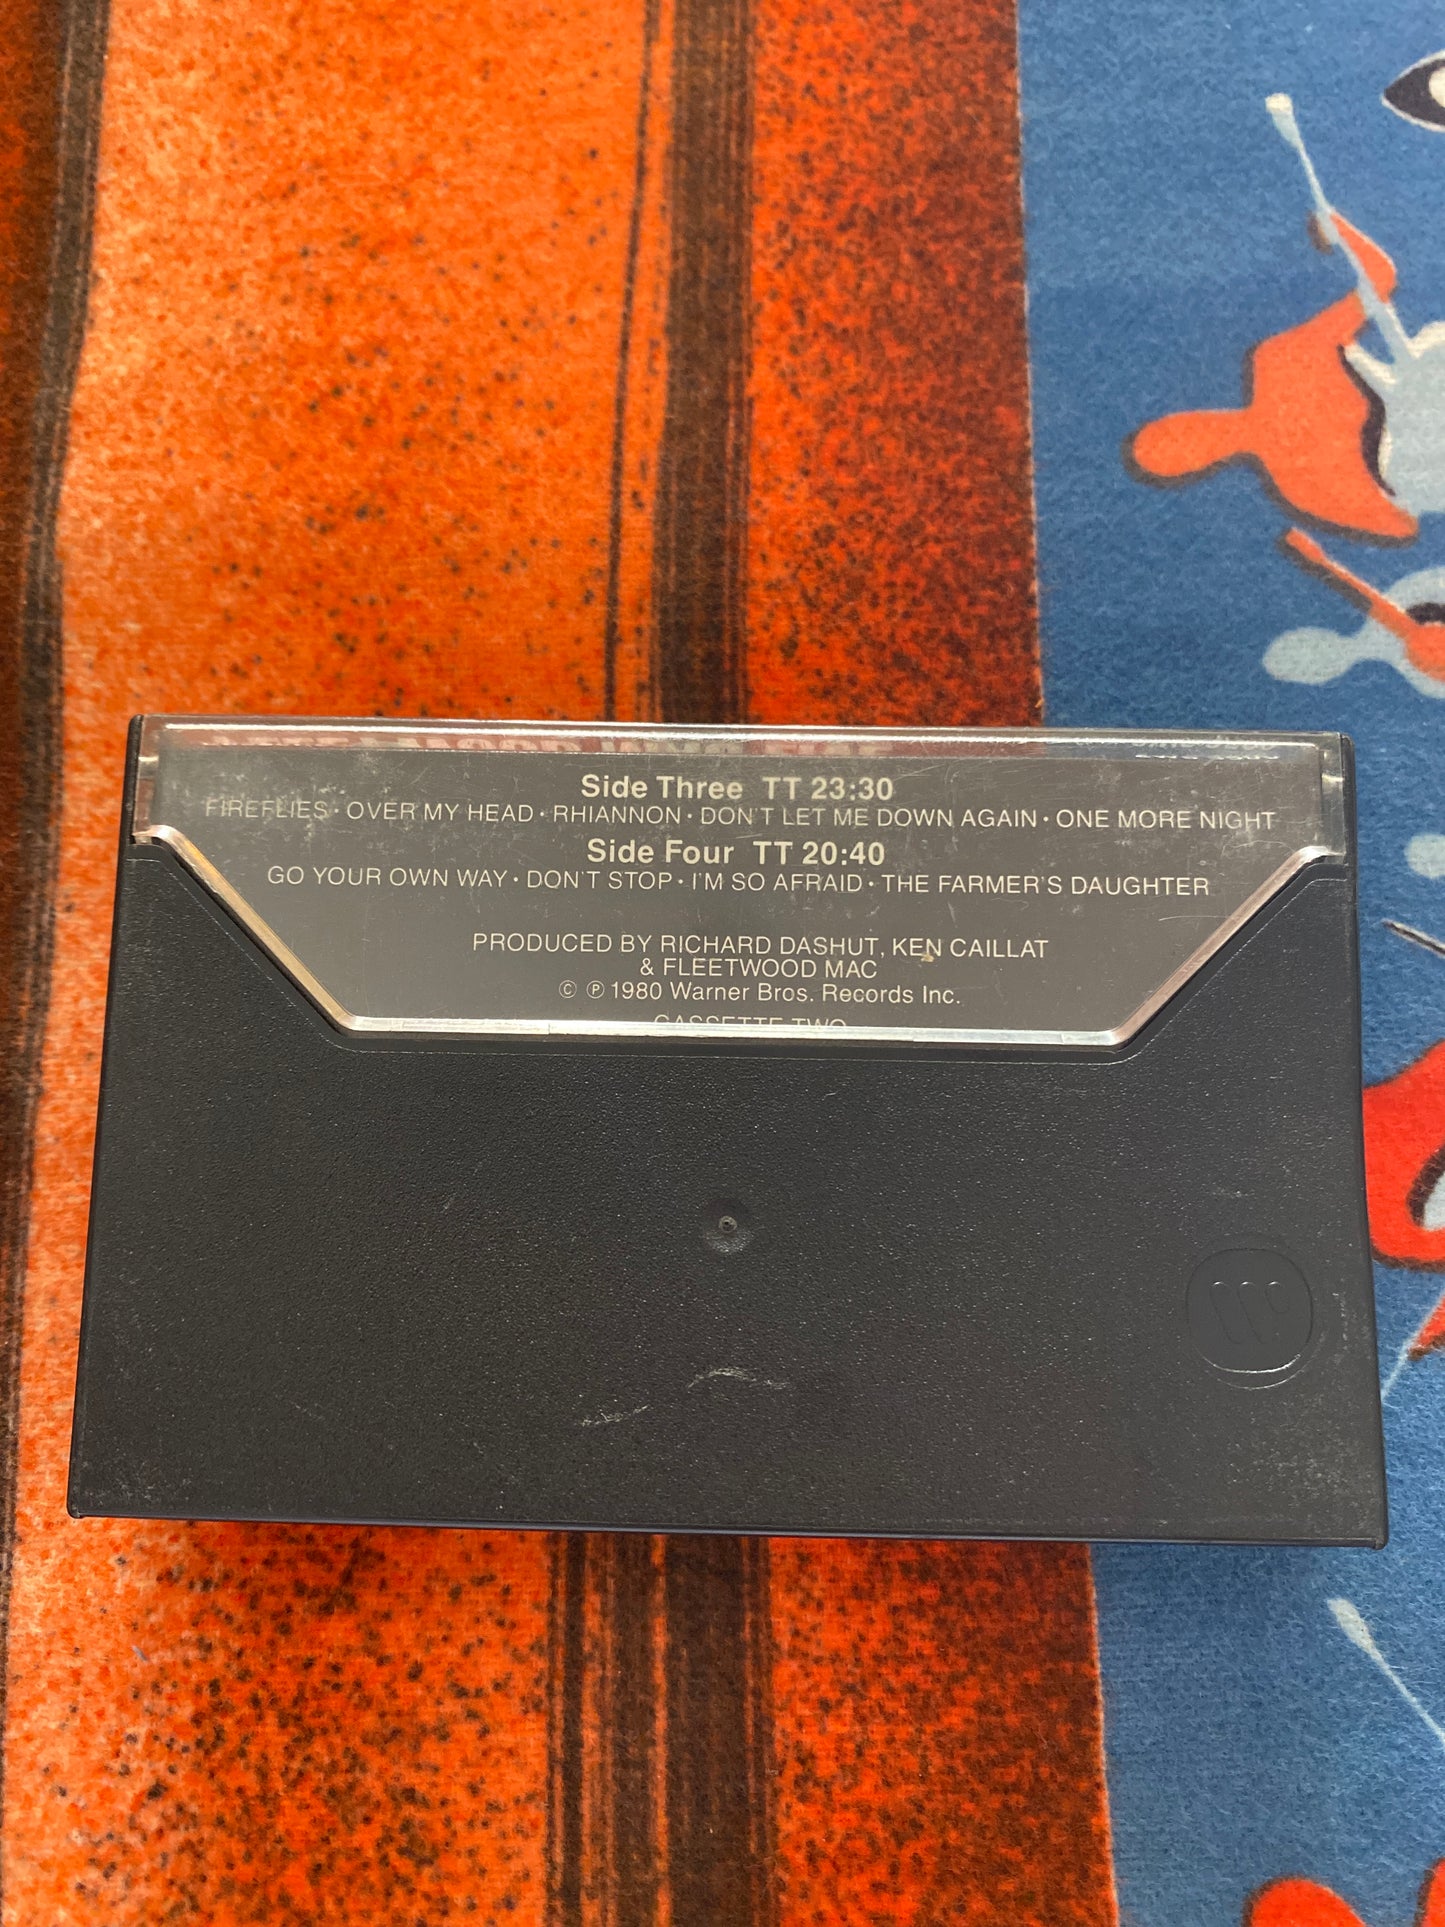 Side Three TT 23:30
FIREFLIES · OVER MY HEAD · RHIANNON · DON'T LET ME DOWN AGAIN · ONE MORE NIGHT
Side Four TT 20:40
GO YOUR OWN WAY · DON'T STOP · I'M SO AFRAID · THE FARMER'S DAUGHTER
PRODUCED BY RICHARD DASHUT, KEN CAILLAT
& FLEETWOOD MAC
© ℗ 1980 Warner Bros. Records Inc.
CASSETTE TWO